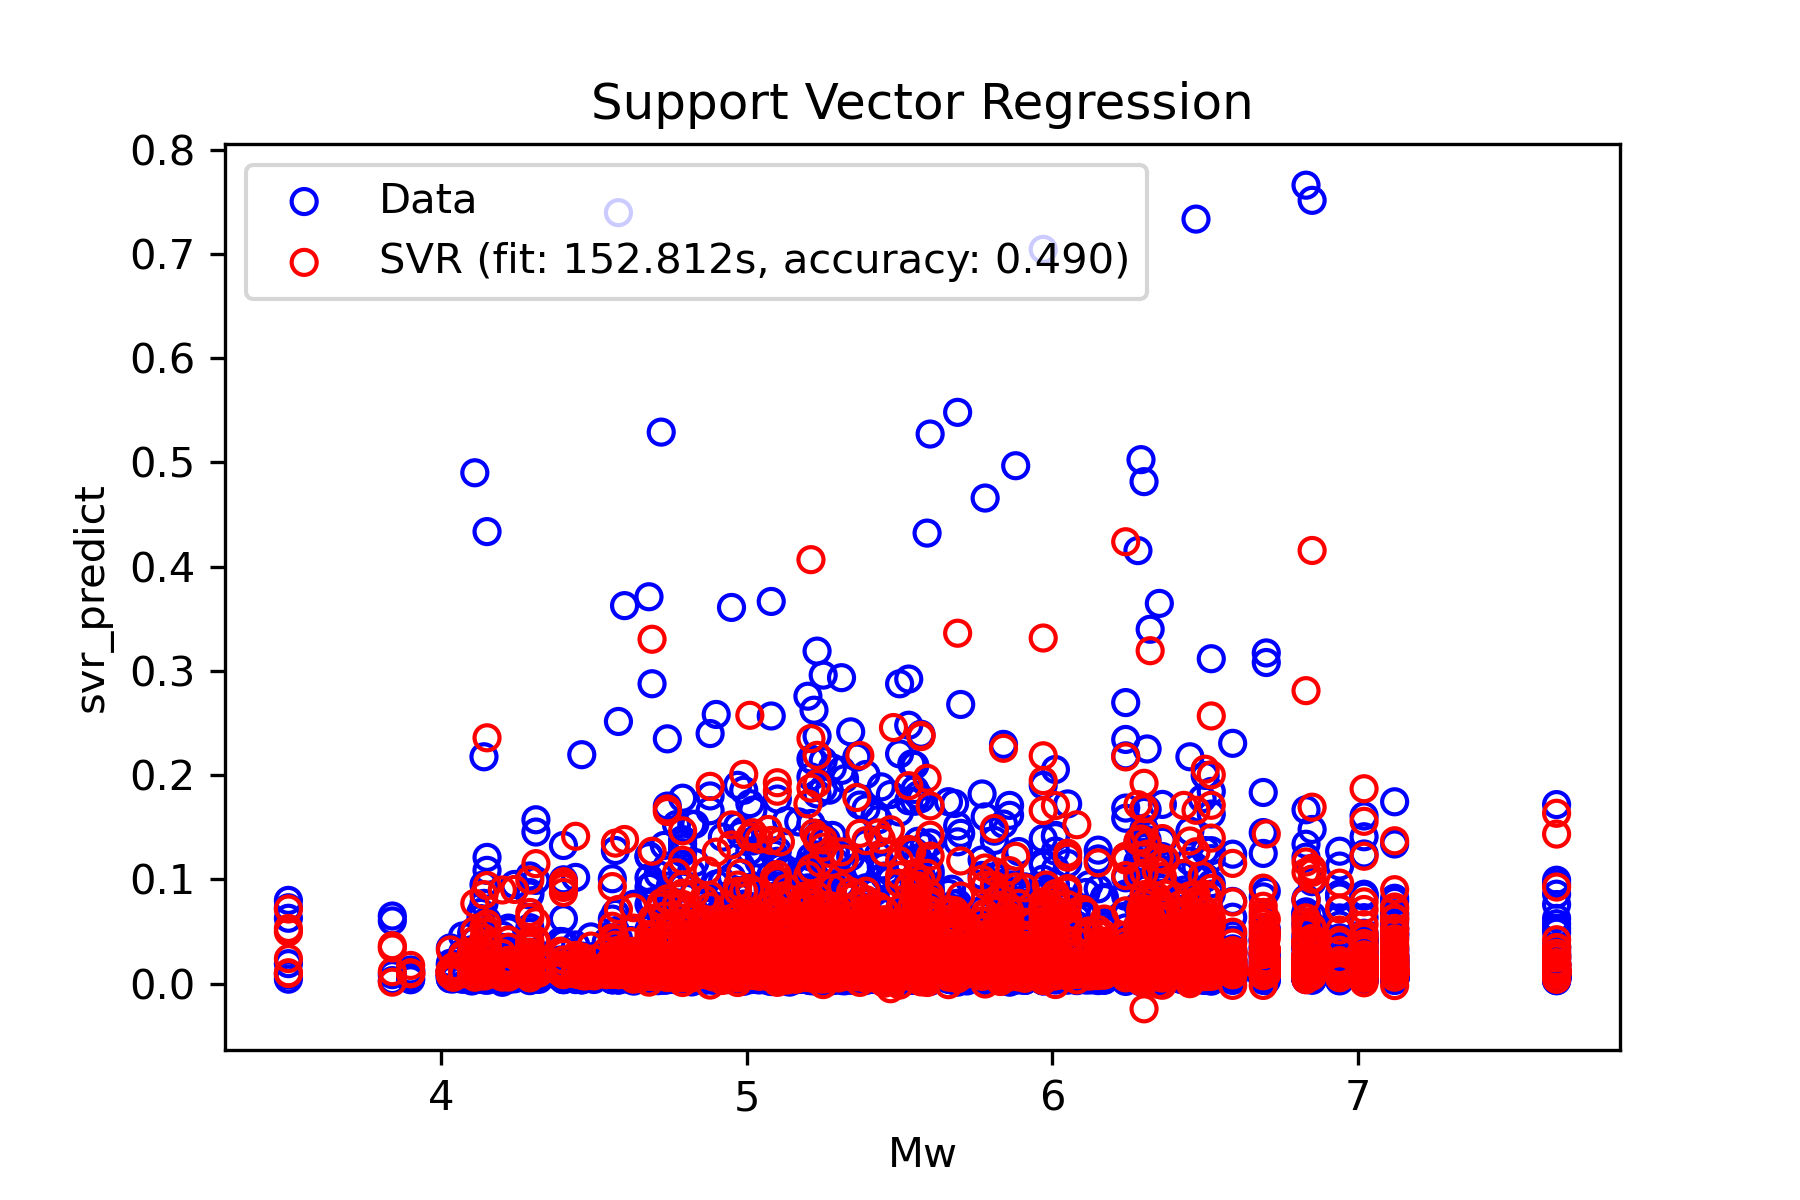 Support Vector Regression
Data
SVR (fit: 152.812s, accuracy: 0.490)
0.8
0.7
0.6
0.5
0.4
0.3
0.2
0.1
0.0
svr_predict
4 5 6 7
Mw